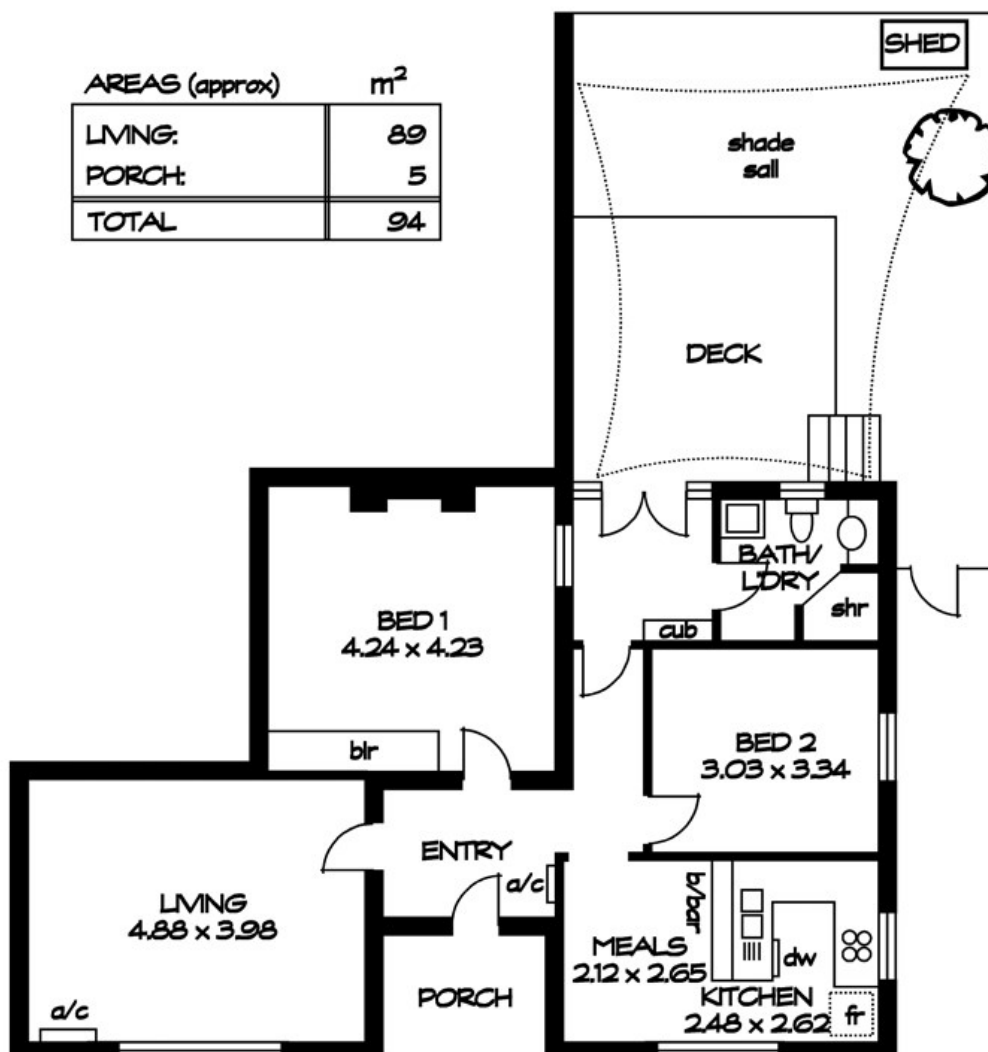 AREAS (approx) m²
LIVING: 89
PORCH: 5
TOTAL 94
SHED
shade
sail
DECK
BATH/
L'DRY
shr
cub
BED 1
4.24 x 4.23
blr
BED 2
3.03 x 3.34
ENTRY
a/c
LIVING
4.88 x 3.98
a/c
PORCH
b/bar
MEALS
2.12 x 2.65
dw
KITCHEN
2.48 x 2.62
fr